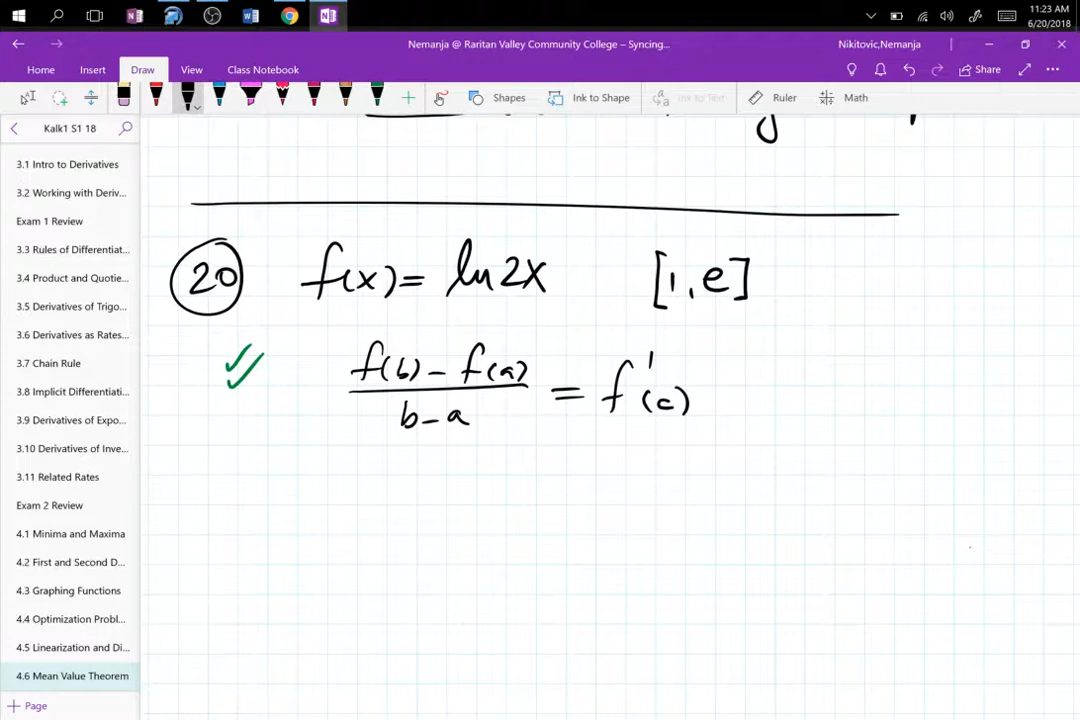 11:23 AM
6/20/2018
Nemanja @ Raritan Valley Community College – Syncing...
Nikitovic,Nemanja
Home Insert Draw View Class Notebook
Share
Shapes Ink to Shape Ink to Text Ruler Math
Kalk1 S1 18
3.1 Intro to Derivatives
3.2 Working with Deriv...
Exam 1 Review
3.3 Rules of Differentiat...
3.4 Product and Quotie...
3.5 Derivatives of Trigo...
3.6 Derivatives as Rates...
3.7 Chain Rule
3.8 Implicit Differentiati...
3.9 Derivatives of Expo...
3.10 Derivatives of Inve...
3.11 Related Rates
Exam 2 Review
4.1 Minima and Maxima
4.2 First and Second D...
4.3 Graphing Functions
4.4 Optimization Probl...
4.5 Linearization and Di...
4.6 Mean Value Theorem
+ Page
20 f(x) = ln 2x [1, e]
f(b) - f(a)
b - a
= f'(c)